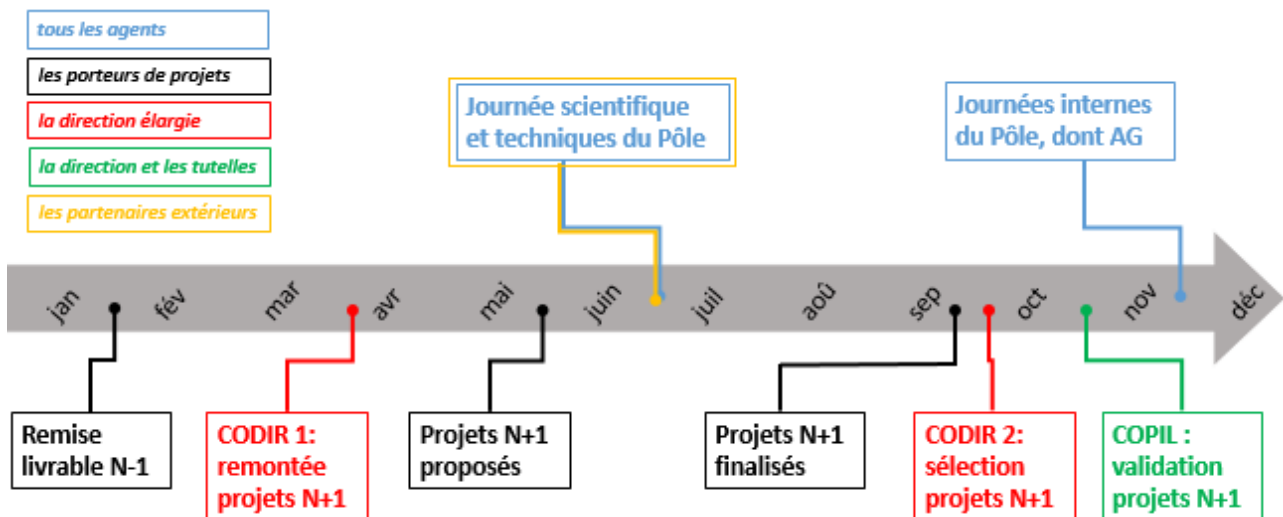 tous les agents
les porteurs de projets
la direction élargie
la direction et les tutelles
les partenaires extérieurs
Journée scientifique
et techniques du Pôle
Journées internes
du Pôle, dont AG
jan
fév
mar
avr
mai
juin
juil
aoû
sep
oct
nov
déc
Remise
livrable N-1
CODIR 1:
remontée
projets N+1
Projets N+1
proposés
Projets N+1
finalisés
CODIR 2:
sélection
projets N+1
COPIL :
validation
projets N+1